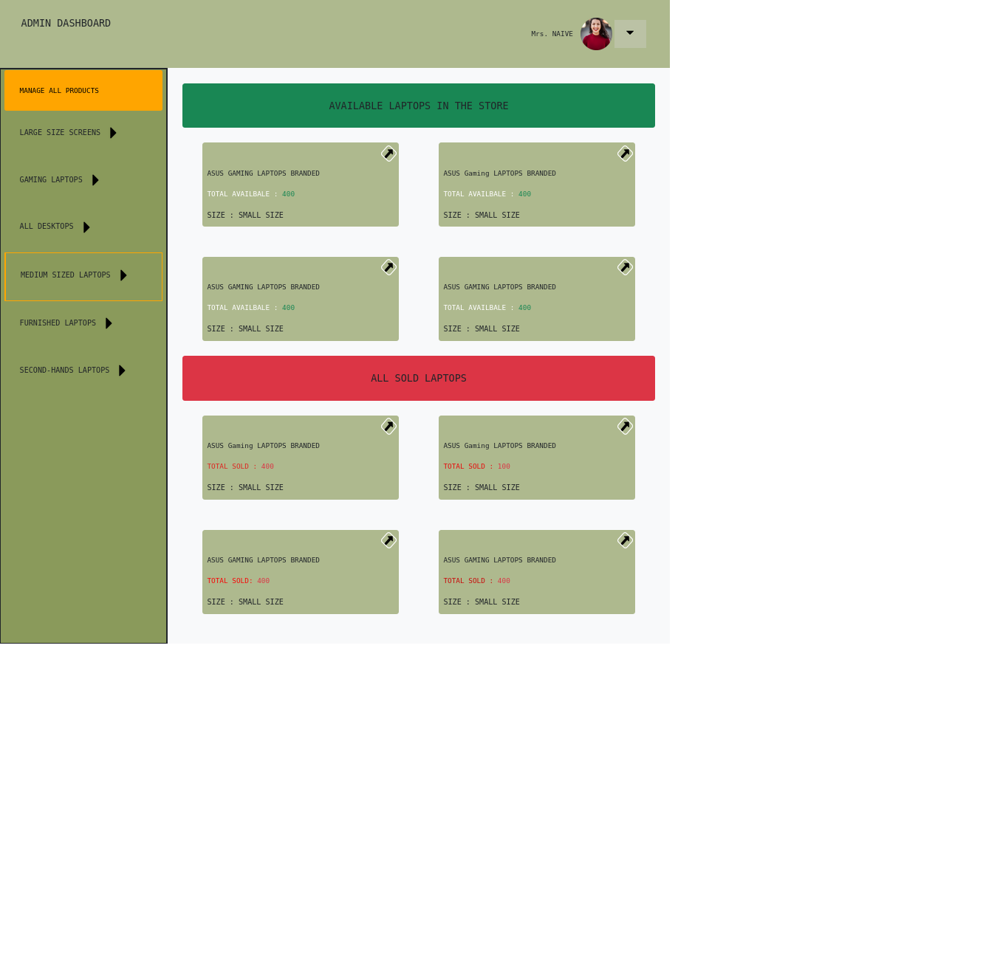 ADMIN DASHBOARD
Mrs. NAIVE
MANAGE ALL PRODUCTS
LARGE SIZE SCREENS
GAMING LAPTOPS
ALL DESKTOPS
MEDIUM SIZED LAPTOPS
FURNISHED LAPTOPS
SECOND-HANDS LAPTOPS
AVAILABLE LAPTOPS IN THE STORE
ASUS GAMING LAPTOPS BRANDED
TOTAL AVAILBALE : 400
SIZE : SMALL SIZE
ASUS Gaming LAPTOPS BRANDED
TOTAL AVAILBALE : 400
SIZE : SMALL SIZE
ASUS GAMING LAPTOPS BRANDED
TOTAL AVAILBALE : 400
SIZE : SMALL SIZE
ASUS GAMING LAPTOPS BRANDED
TOTAL AVAILBALE : 400
SIZE : SMALL SIZE
ALL SOLD LAPTOPS
ASUS Gaming LAPTOPS BRANDED
TOTAL SOLD : 400
SIZE : SMALL SIZE
ASUS Gaming LAPTOPS BRANDED
TOTAL SOLD : 100
SIZE : SMALL SIZE
ASUS GAMING LAPTOPS BRANDED
TOTAL SOLD: 400
SIZE : SMALL SIZE
ASUS GAMING LAPTOPS BRANDED
TOTAL SOLD : 400
SIZE : SMALL SIZE